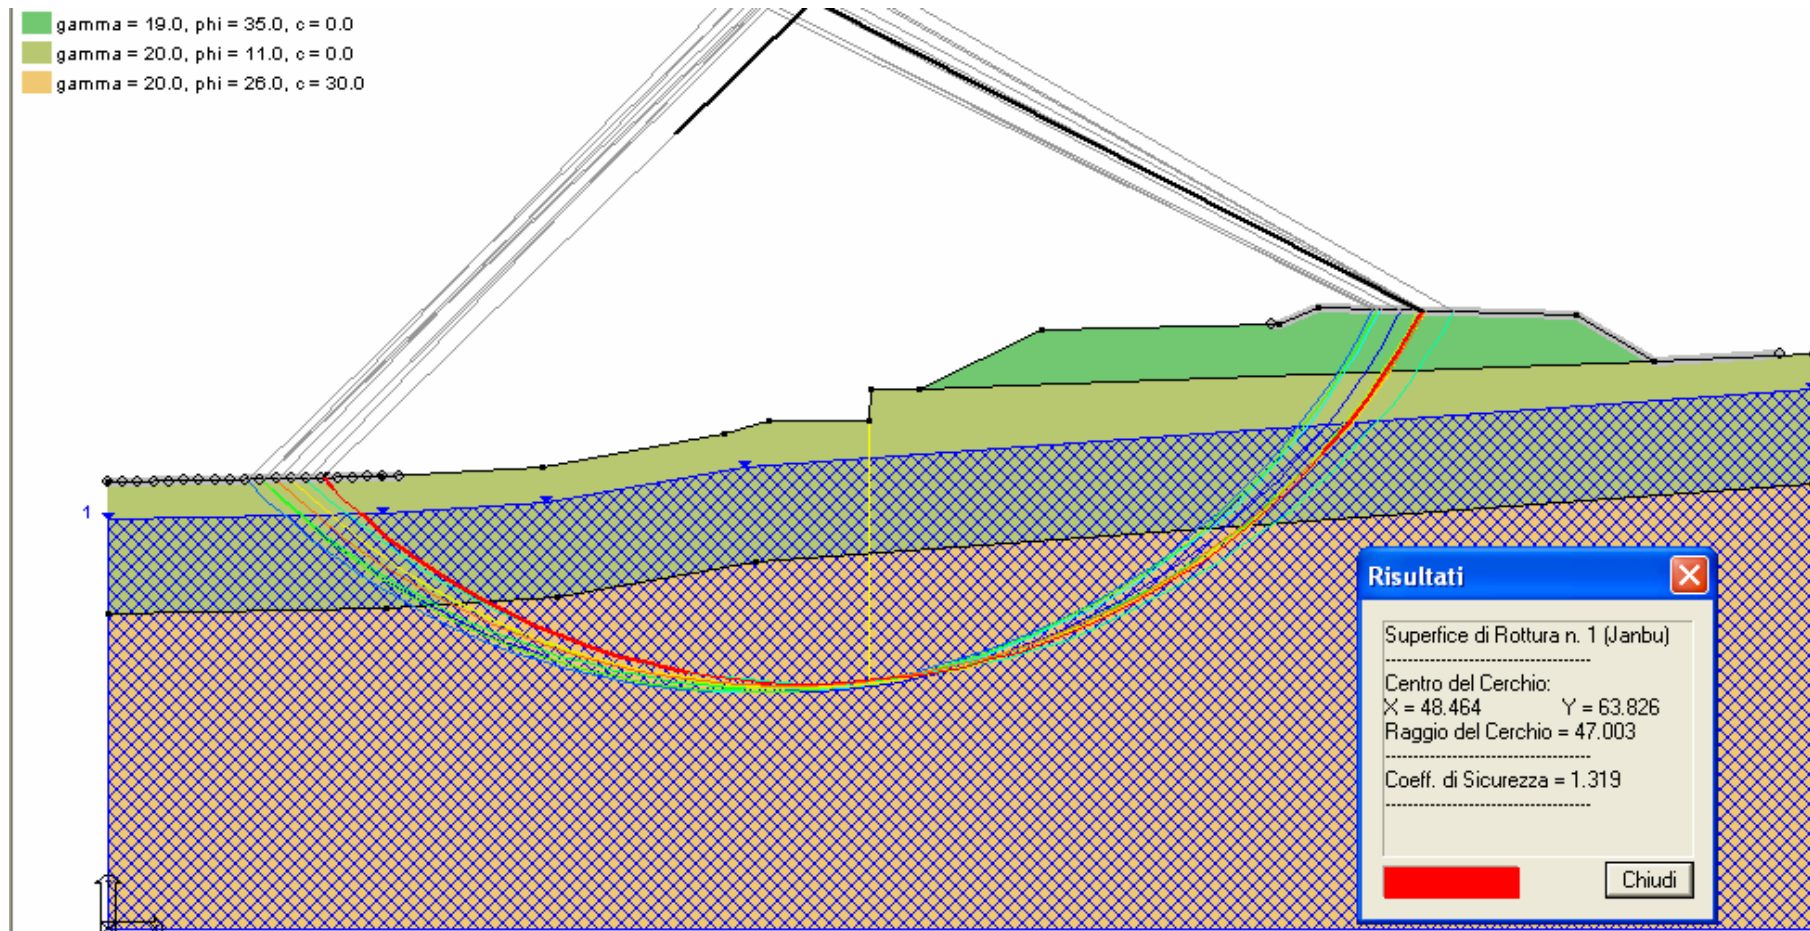 gamma = 19.0, phi = 35.0, c = 0.0
gamma = 20.0, phi = 11.0, c = 0.0
gamma = 20.0, phi = 26.0, c = 30.0
1
Risultati
Superfice di Rottura n. 1 (Janbu)
-----------------------------------
Centro del Cerchio:
X = 48.464 Y = 63.826
Raggio del Cerchio = 47.003
-----------------------------------
Coeff. di Sicurezza = 1.319
-----------------------------------
Chiudi